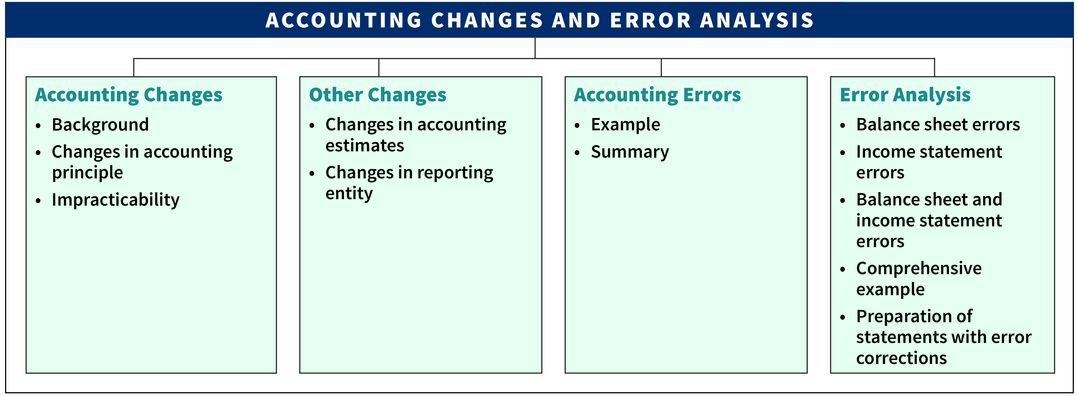 ACCOUNTING CHANGES AND ERROR ANALYSIS
Accounting Changes
• Background
• Changes in accounting
principle
• Impracticability
Other Changes
• Changes in accounting
estimates
• Changes in reporting
entity
Accounting Errors
• Example
• Summary
Error Analysis
• Balance sheet errors
• Income statement
errors
• Balance sheet and
income statement
errors
• Comprehensive
example
• Preparation of
statements with error
corrections